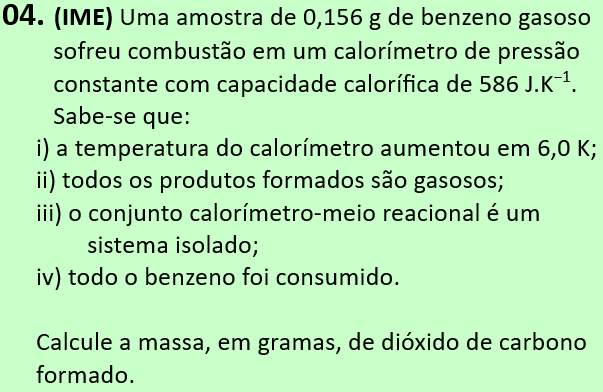 04. (IME) Uma amostra de 0,156 g de benzeno gasoso
sofreu combustão em um calorímetro de pressão
constante com capacidade calorífica de 586 J.K⁻¹.
Sabe-se que:
i) a temperatura do calorímetro aumentou em 6,0 K;
ii) todos os produtos formados são gasosos;
iii) o conjunto calorímetro-meio reacional é um
sistema isolado;
iv) todo o benzeno foi consumido.
Calcule a massa, em gramas, de dióxido de carbono
formado.